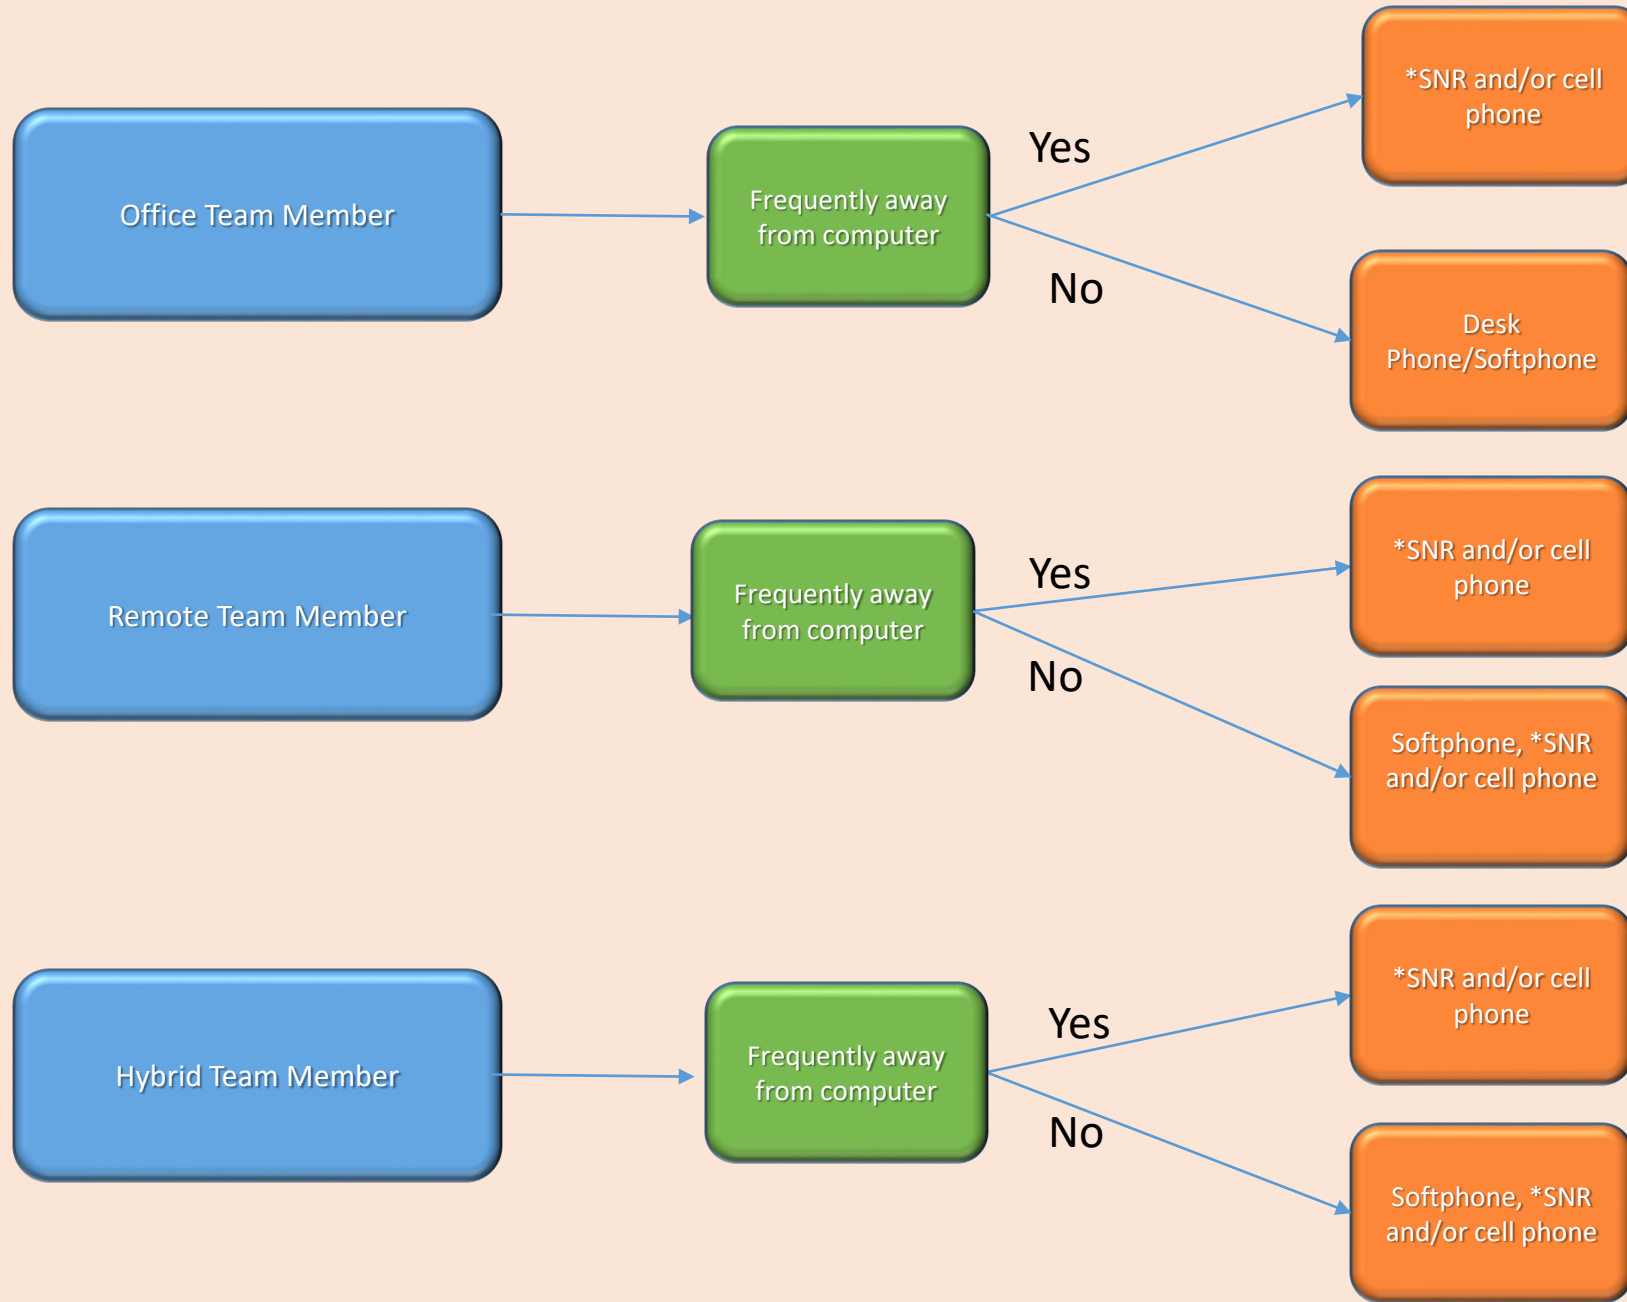 Office Team Member
Frequently away
from computer
Yes
No
*SNR and/or cell
phone
Desk
Phone/Softphone
Remote Team Member
Frequently away
from computer
Yes
No
*SNR and/or cell
phone
Softphone, *SNR
and/or cell phone
Hybrid Team Member
Frequently away
from computer
Yes
No
*SNR and/or cell
phone
Softphone, *SNR
and/or cell phone